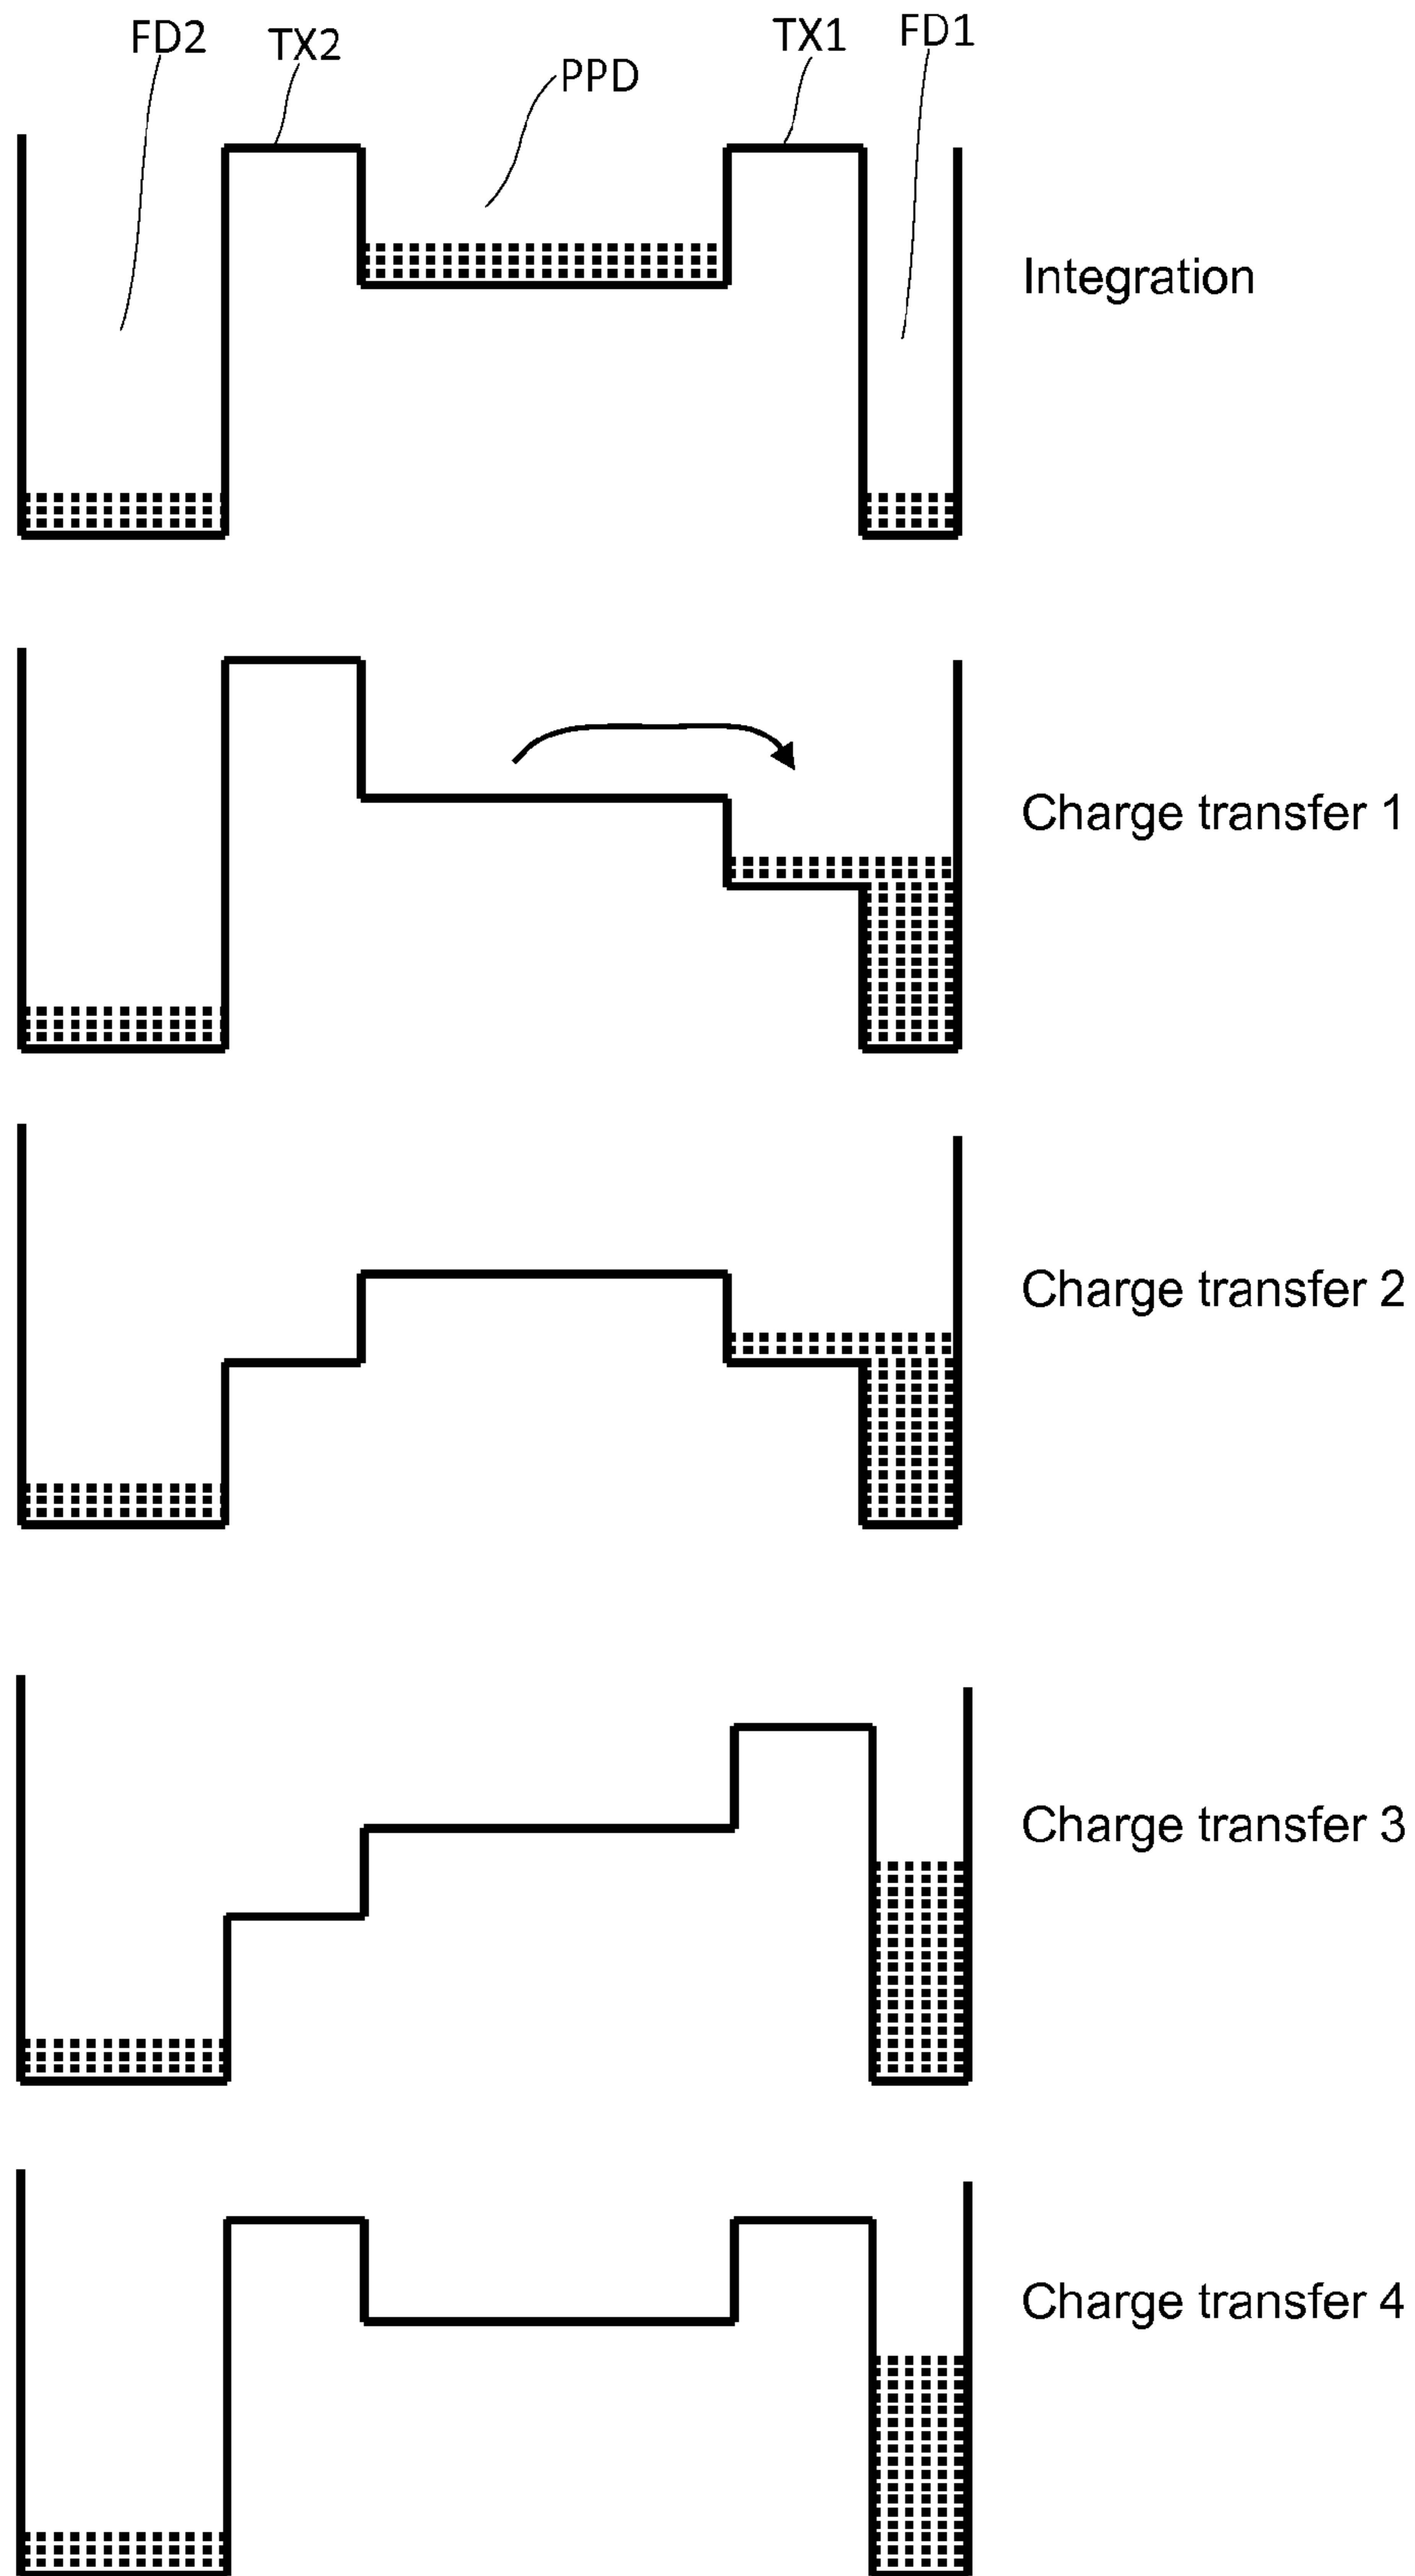 FD2 TX2 PPD TX1 FD1
Integration
Charge transfer 1
Charge transfer 2
Charge transfer 3
Charge transfer 4